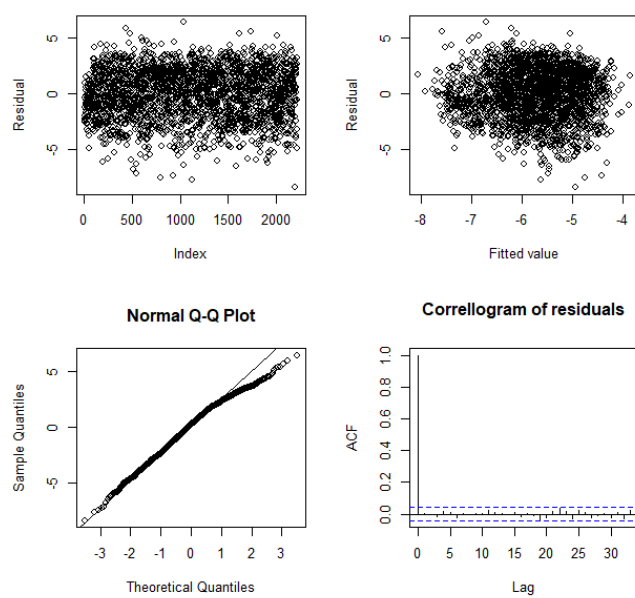 5
0
-5
Residual
0 500 1000 1500 2000
Index
5
0
-5
Residual
-8 -7 -6 -5 -4
Fitted value
Normal Q-Q Plot
5
0
-5
Sample Quantiles
-3 -2 -1 0 1 2 3
Theoretical Quantiles
Correllogram of residuals
1.0
0.8
0.6
0.4
0.2
0.0
ACF
0 5 10 15 20 25 30
Lag